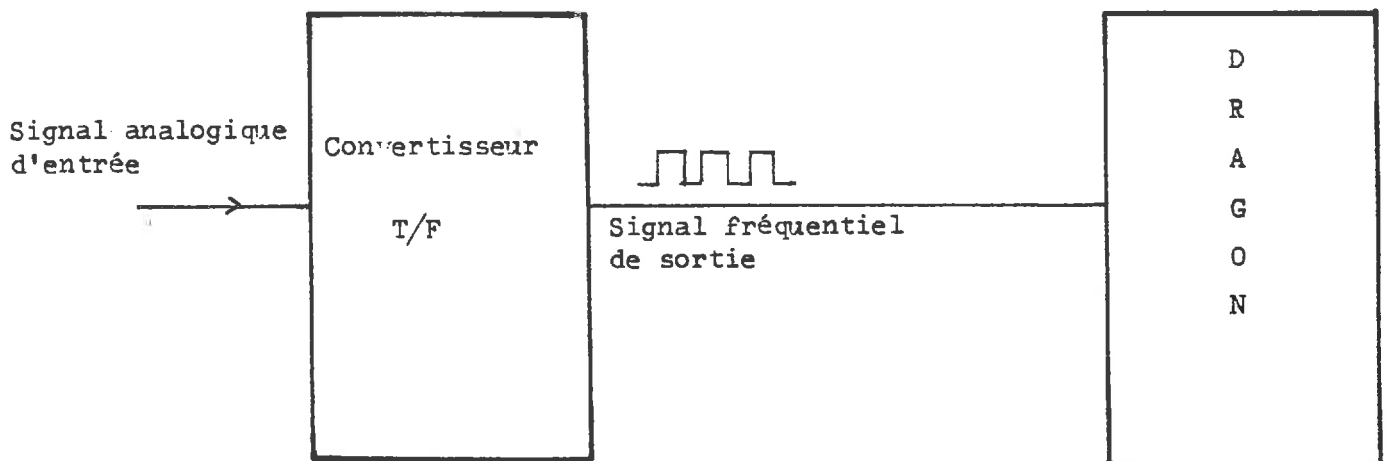 Signal analogique
d'entrée
Convertisseur
T/F
Signal fréquentiel
de sortie
D
R
A
G
O
N